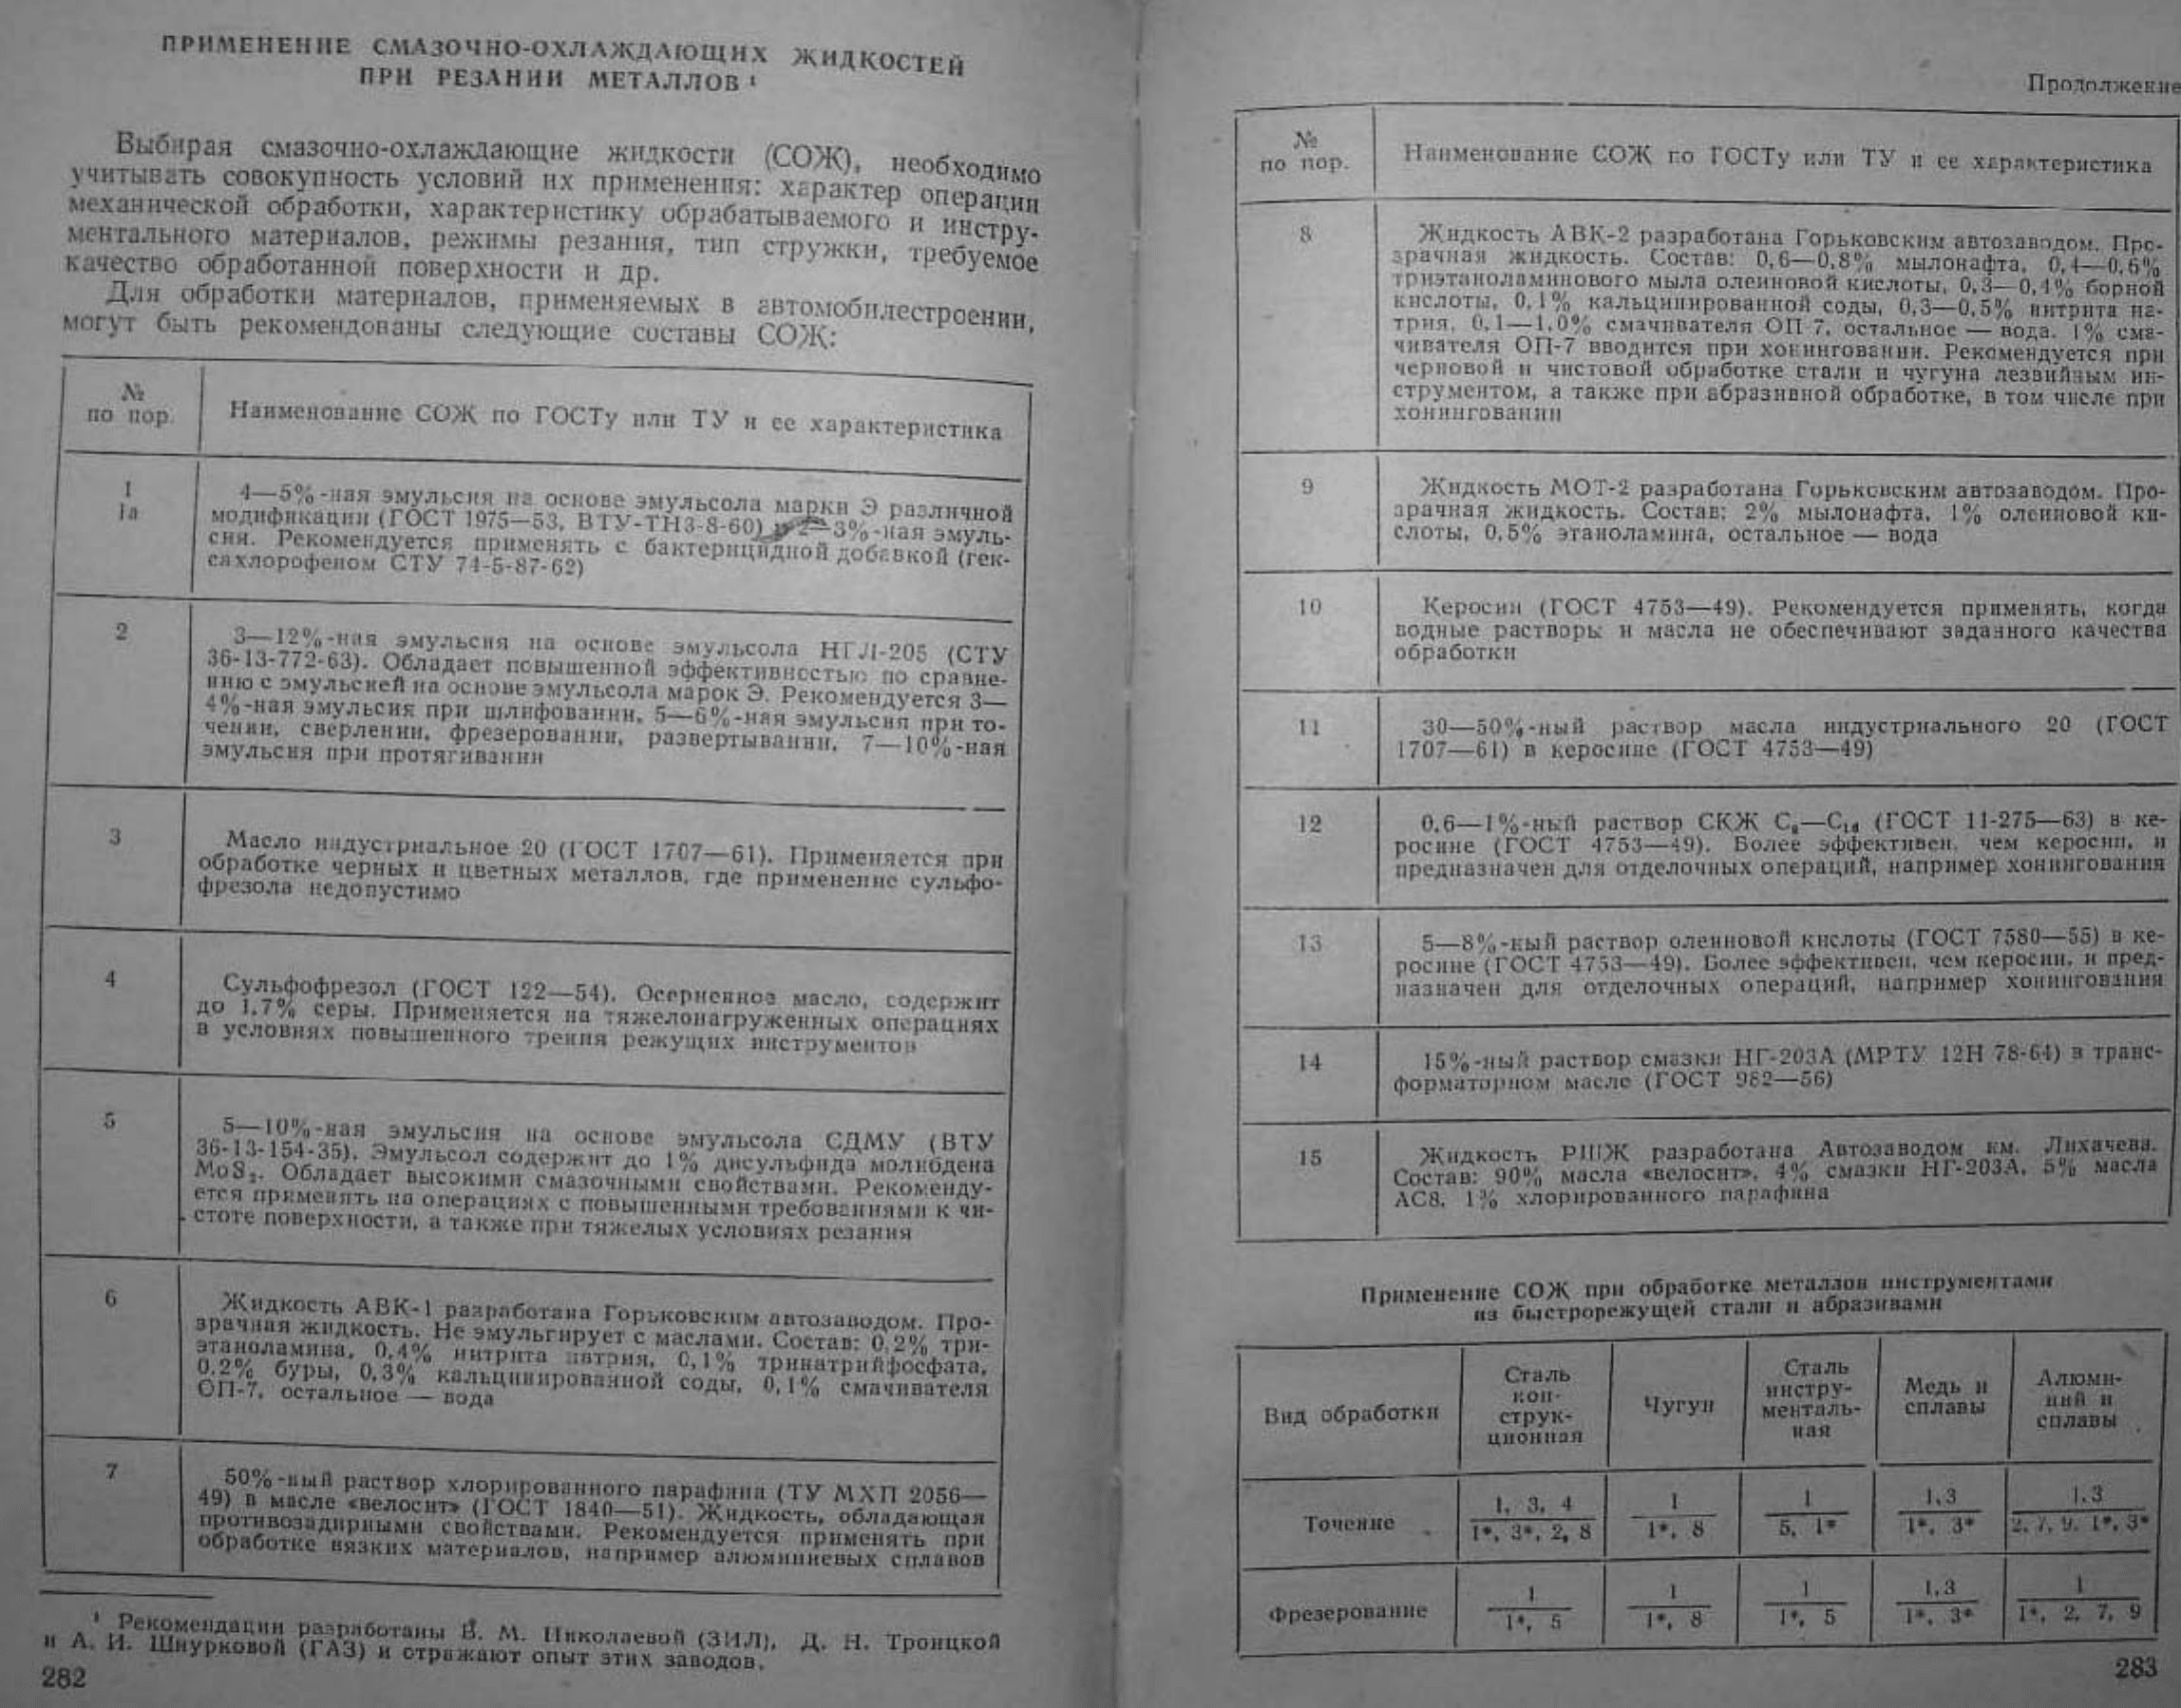 ПРИМЕНЕНИЕ СМАЗОЧНО-ОХЛАЖДАЮЩИХ ЖИДКОСТЕЙ
ПРИ РЕЗАНИИ МЕТАЛЛОВ ¹
Выбирая смазочно-охлаждающие жидкости (СОЖ), необходимо
учитывать совокупность условий их применения: характер операции
механической обработки, характеристику обрабатываемого и инстру-
ментального материалов, режимы резания, тип стружки, требуемое
качество обработанной поверхности и др.
Для обработки материалов, применяемых в автомобилестроении,
могут быть рекомендованы следующие составы СОЖ:
№
по пор.
Наименование СОЖ по ГОСТу или ТУ и ее характеристика
1
1а
4—5%-ная эмульсия на основе эмульсола марки Э различной
модификации (ГОСТ 1975—53, ВТУ-ТНЗ-8-60) 2—3%-ная эмуль-
сия. Рекомендуется применять с бактерицидной добавкой (гек-
сахлорофеном СТУ 74-5-87-62)
2
3—12%-ная эмульсия на основе эмульсола НГЛ-205 (СТУ
36-13-772-63). Обладает повышенной эффективностью по сравне-
нию с эмульсией на основе эмульсола марок Э. Рекомендуется 3—
4%-ная эмульсия при шлифовании, 5—6%-ная эмульсия при то-
чении, сверлении, фрезеровании, развертывании, 7—10%-ная
эмульсия при протягивании
3
Масло индустриальное 20 (ГОСТ 1707—61). Применяется при
обработке черных и цветных металлов, где применение сульфо-
фрезола недопустимо
4
Сульфофрезол (ГОСТ 122—54). Осерненное масло, содержит
до 1,7% серы. Применяется на тяжелонагруженных операциях
в условиях повышенного трения режущих инструментов
5
5—10%-ная эмульсия на основе эмульсола СДМУ (ВТУ
36-13-154-35). Эмульсол содержит до 1% дисульфида молибдена
MoS₂. Обладает высокими смазочными свойствами. Рекоменду-
ется применять на операциях с повышенными требованиями к чи-
стоте поверхности, а также при тяжелых условиях резания
6
Жидкость АВК-1 разработана Горьковским автозаводом. Про-
зрачная жидкость. Не эмульгирует с маслами. Состав: 0,2% три-
этаноламина, 0,4% нитрита натрия, 0,1% тринатрийфосфата,
0,2% буры, 0,3% кальцинированной соды, 0,1% смачивателя
ОП-7, остальное — вода
7
50%-ный раствор хлорированного парафина (ТУ МХП 2056—
49) в масле «велосит» (ГОСТ 1840—51). Жидкость, обладающая
противозадирными свойствами. Рекомендуется применять при
обработке вязких материалов, например алюминиевых сплавов
¹ Рекомендации разработаны В. М. Николаевой (ЗИЛ), Д. Н. Троицкой
и А. И. Шнурковой (ГАЗ) и отражают опыт этих заводов.
282
Продолжение
№
по пор.
Наименование СОЖ по ГОСТу или ТУ и ее характеристика
8
Жидкость АВК-2 разработана Горьковским автозаводом. Про-
зрачная жидкость. Состав: 0,6—0,8% мылонафта, 0,4—0,6%
триэтаноламинового мыла олеиновой кислоты, 0,3—0,4% борной
кислоты, 0,1% кальцинированной соды, 0,3—0,5% нитрита на-
трия, 0,1—1,0% смачивателя ОП-7, остальное — вода. 1% сма-
чивателя ОП-7 вводится при хонинговании. Рекомендуется при
черновой и чистовой обработке стали и чугуна лезвийным ин-
струментом, а также при абразивной обработке, в том числе при
хонинговании
9
Жидкость МОТ-2 разработана Горьковским автозаводом. Про-
зрачная жидкость. Состав: 2% мылонафта, 1% олеиновой ки-
слоты, 0,5% этаноламина, остальное — вода
10
Керосин (ГОСТ 4753—49). Рекомендуется применять, когда
водные растворы и масла не обеспечивают заданного качества
обработки
11
30—50%-ный раствор масла индустриального 20 (ГОСТ
1707—61) в керосине (ГОСТ 4753—49)
12
0,6—1%-ный раствор СКЖ (ГОСТ 11-275—63) в ке-
росине (ГОСТ 4753—49). Более эффективен, чем керосин, и
предназначен для отделочных операций, например хонингования
13
5—8%-ный раствор олеиновой кислоты (ГОСТ 7580—55) в ке-
росине (ГОСТ 4753—49). Более эффективен, чем керосин, и пред-
назначен для отделочных операций, например хонингования
14
15%-ный раствор смазки НГ-203А (МРТУ 12Н 78-64) в транс-
форматорном масле (ГОСТ 982—56)
15
Жидкость РШЖ разработана Автозаводом им. Лихачева.
Состав: 90% масла «велосит», 4% смазки НГ-203А, 5% масла
АС8, 1% хлорированного парафина
Применение СОЖ при обработке металлов инструментами
из быстрорежущей стали и абразивами
Вид обработки
Сталь
кон-
струк-
ционная
Чугун
Сталь
инстру-
менталь-
ная
Медь и
сплавы
Алюми-
ний и
сплавы
Точение
1, 3, 4
1*, 3*, 2, 8
1
1*, 8
1
5, 1*
1,3
1*, 3*
1,3
2, 7, 9, 1*, 3*
Фрезерование
1
1*, 5
1
1*, 8
1
1*, 5
1,3
1*, 3*
1
1*, 2, 7, 9
283